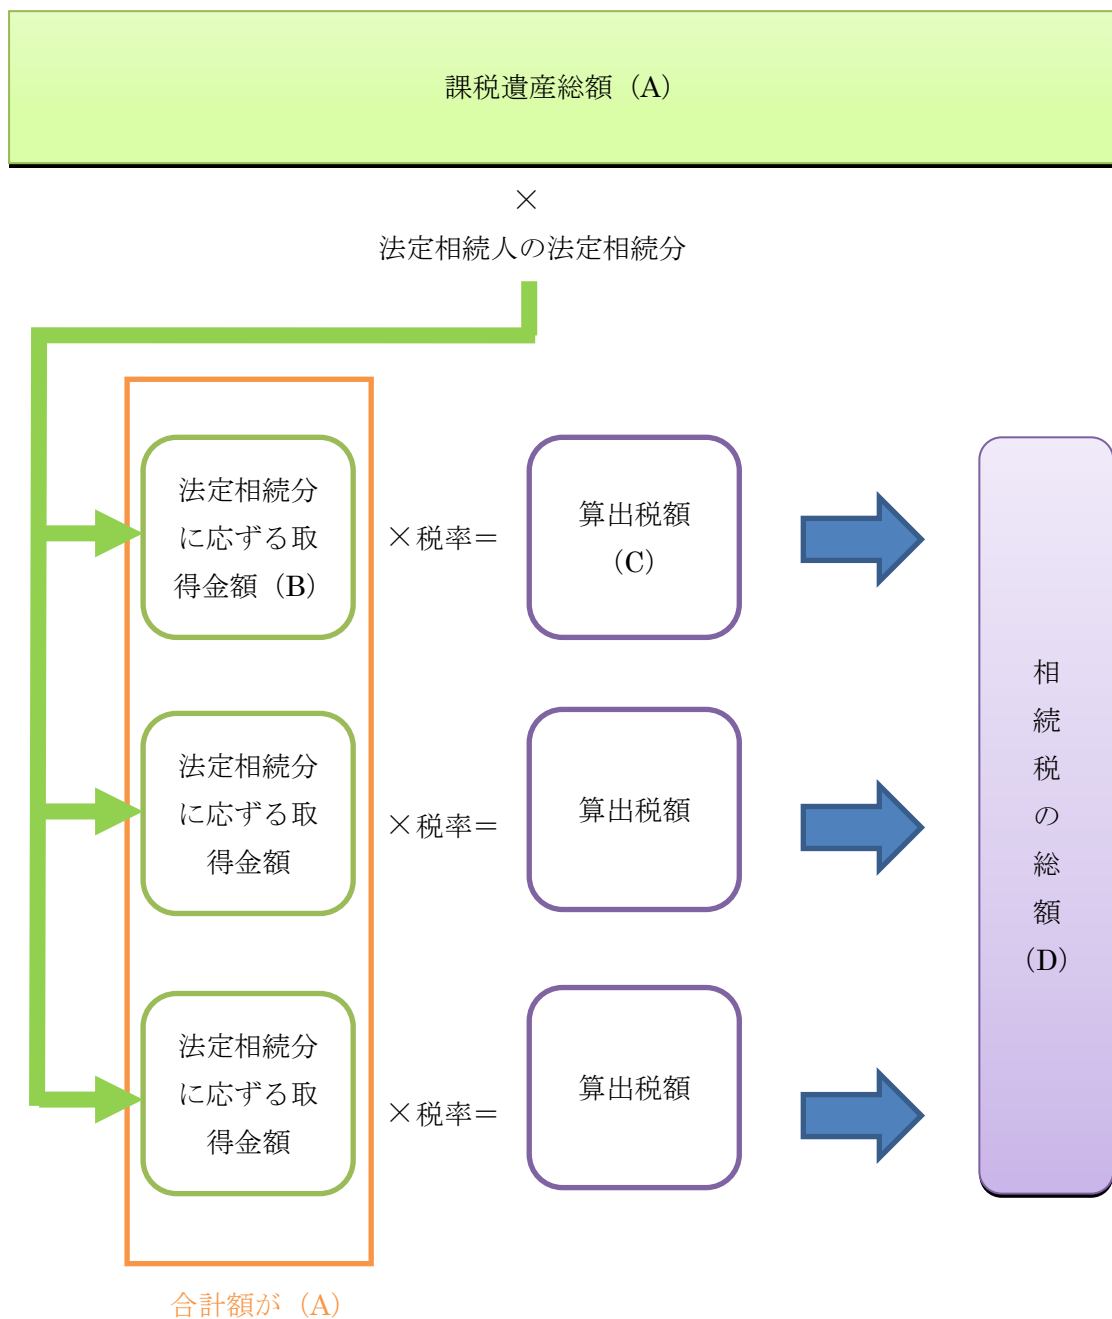 課税遺産総額（A）
×
法定相続人の法定相続分
法定相続分
に応ずる取
得金額（B）
×税率＝
算出税額
（C）
法定相続分
に応ずる取
得金額
×税率＝
算出税額
法定相続分
に応ずる取
得金額
×税率＝
算出税額
相続税の総額（D）
合計額が（A）